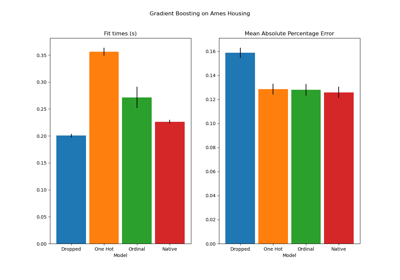 Gradient Boosting on Ames Housing
Fit times (s)
0.35
0.30
0.25
0.20
0.15
0.10
0.05
0.00
Dropped One Hot Ordinal Native
Model
Mean Absolute Percentage Error
0.16
0.14
0.12
0.10
0.08
0.06
0.04
0.02
0.00
Dropped One Hot Ordinal Native
Model